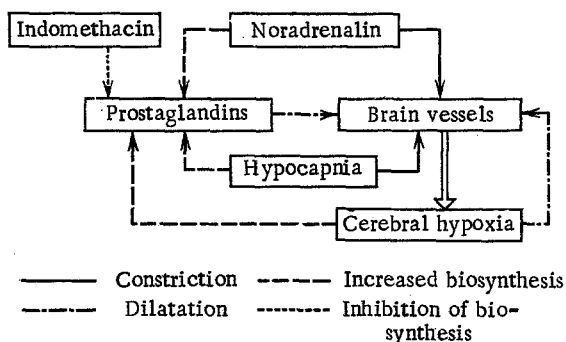 Indomethacin
Noradrenalin
Prostaglandins
Brain vessels
Hypocapnia
Cerebral hypoxia
Constriction
Increased biosynthesis
Dilatation
Inhibition of bio-
synthesis